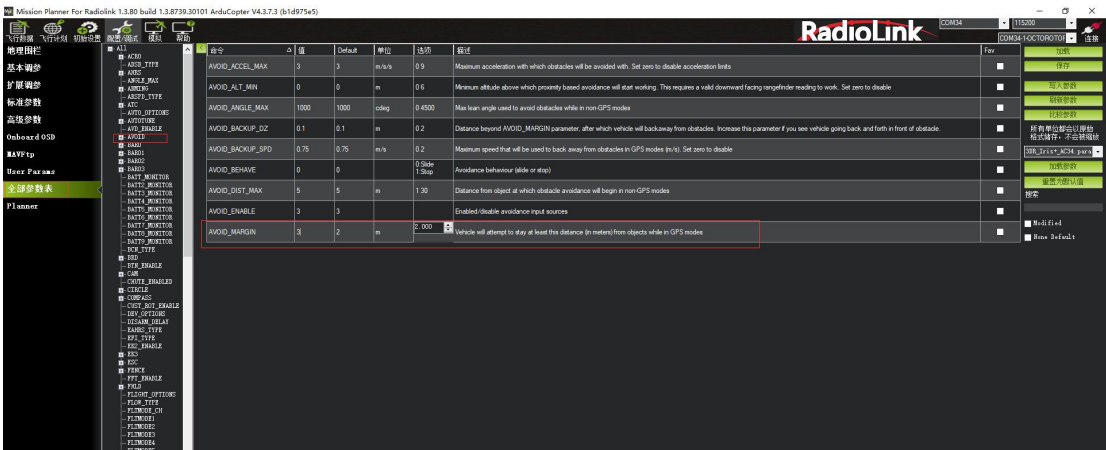 Mission Planner For Radiolink 1.3.80 build 1.3.8739.30101 ArduCopter V4.3.7.3 (b1d975e5)
飞行数据 飞行计划 初始设置 配置/调试 模拟 帮助
RadioLink
COM34 115200
COM34-1-OCTOROTOR
连接
地理围栏
基本调参
扩展调参
标准参数
高级参数
Onboard OSD
MAVFtp
User Params
全部参数表
Planner
All
ACRO
ADSB_TYPE
AHRS
ANGLE_MAX
ARMING
ARSPD_TYPE
ATC
AUTO_OPTIONS
AUTOTUNE
AVD_ENABLE
AVOID
BARO
BARO1
BARO2
BARO3
BATT_MONITOR
BATT2_MONITOR
BATT3_MONITOR
BATT4_MONITOR
BATT5_MONITOR
BATT6_MONITOR
BATT7_MONITOR
BATT8_MONITOR
BATT9_MONITOR
BCN_TYPE
BRD
BTN_ENABLE
CAM
CHUTE_ENABLED
CIRCLE
COMPASS
CUST_ROT_ENABLE
DEV_OPTIONS
DISARM_DELAY
EAHRS_TYPE
EFI_TYPE
EK2_ENABLE
EK3
ESC
FENCE
FFT_ENABLE
FHLD
FLIGHT_OPTIONS
FLOW_TYPE
FLTMODE_CH
FLTMODE1
FLTMODE2
FLTMODE3
FLTMODE4
命令 值 Default 单位 选项 描述 Fav
AVOID_ACCEL_MAX 3 3 m/s/s 0 9 Maximum acceleration with which obstacles will be avoided with. Set zero to disable acceleration limits
AVOID_ALT_MIN 0 0 m 0 6 Minimum altitude above which proximity based avoidance will start working. This requires a valid downward facing rangefinder reading to work. Set zero to disable
AVOID_ANGLE_MAX 1000 1000 cdeg 0 4500 Max lean angle used to avoid obstacles while in non-GPS modes
AVOID_BACKUP_DZ 0.1 0.1 m 0 2 Distance beyond AVOID_MARGIN parameter, after which vehicle will backaway from obstacles. Increase this parameter if you see vehicle going back and forth in front of obstacle.
AVOID_BACKUP_SPD 0.75 0.75 m/s 0 2 Maximum speed that will be used to back away from obstacles in GPS modes (m/s). Set zero to disable
AVOID_BEHAVE 0 0 0:Slide 1:Stop Avoidance behaviour (slide or stop)
AVOID_DIST_MAX 5 5 m 1 30 Distance from object at which obstacle avoidance will begin in non-GPS modes
AVOID_ENABLE 3 3 Enabled/disable avoidance input sources
AVOID_MARGIN 3 2 m 2.000 Vehicle will attempt to stay at least this distance (in meters) from objects while in GPS modes
加载
保存
写入参数
刷新参数
比较参数
所有单位都会以原始
格式储存，不会被缩放
3DR_Iris+_AC34.para
加载参数
重置为默认值
搜索
Modified
None Default